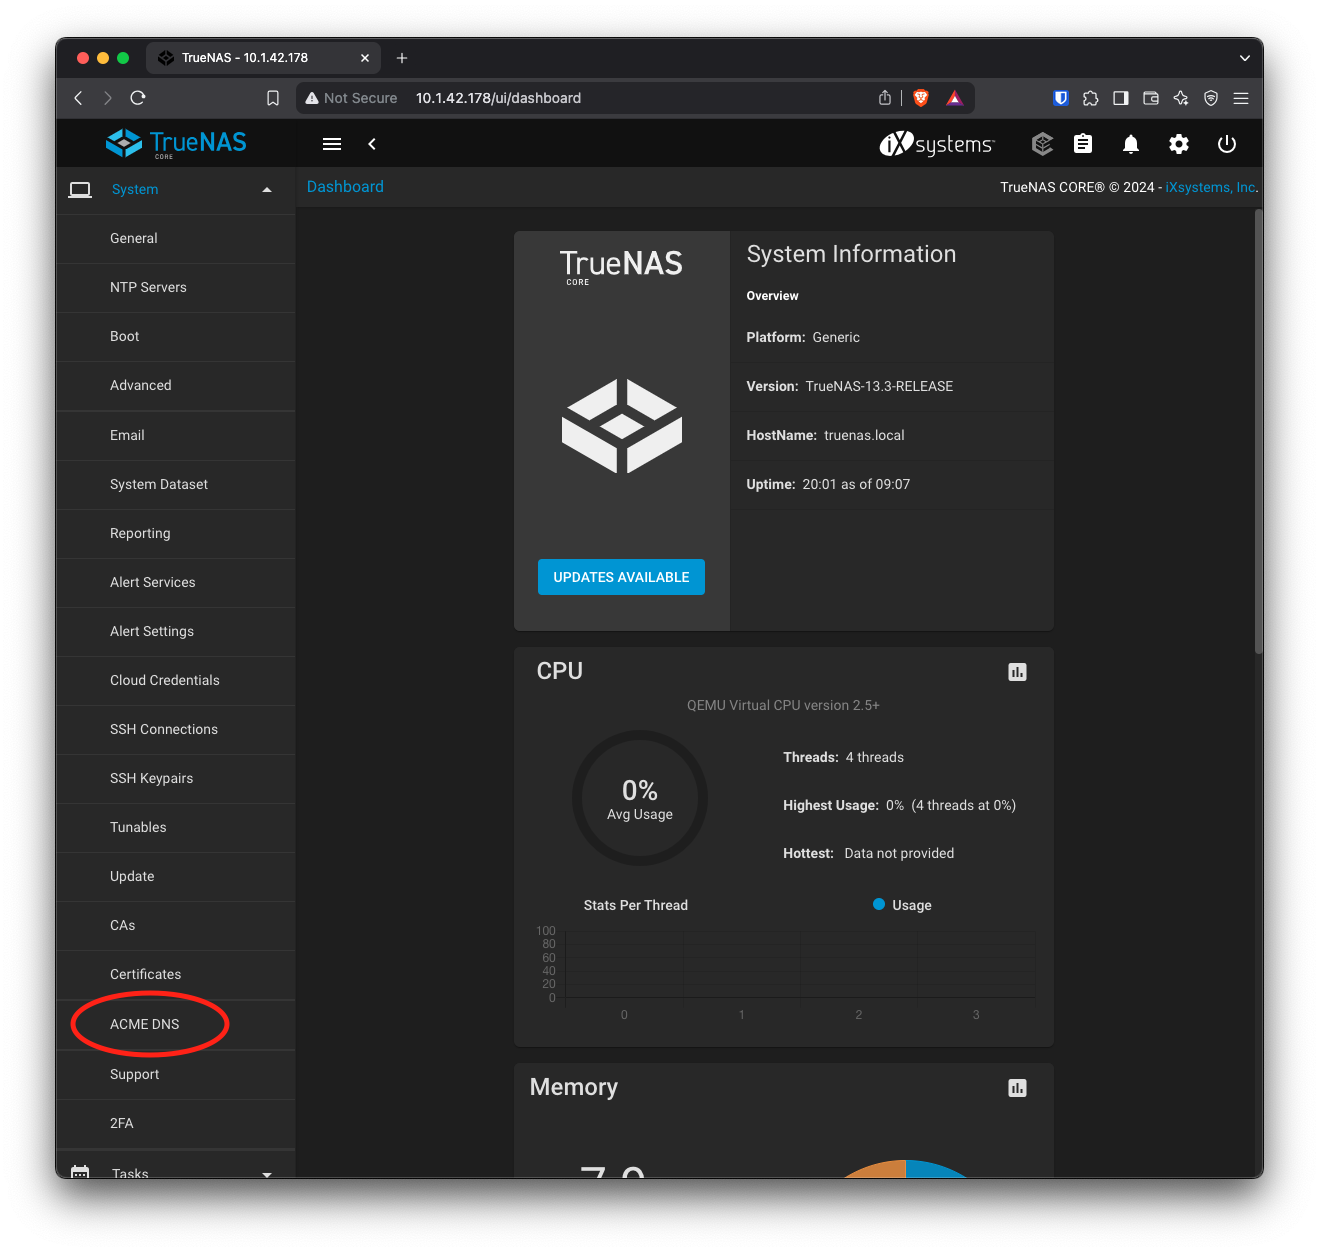 TrueNAS - 10.1.42.178
Not Secure 10.1.42.178/ui/dashboard
TrueNAS
CORE
iXsystems
System
Dashboard
TrueNAS CORE® © 2024 - iXsystems, Inc.
General
NTP Servers
Boot
Advanced
Email
System Dataset
Reporting
Alert Services
Alert Settings
Cloud Credentials
SSH Connections
SSH Keypairs
Tunables
Update
CAs
Certificates
ACME DNS
Support
2FA
Tasks
TrueNAS
CORE
UPDATES AVAILABLE
System Information
Overview
Platform: Generic
Version: TrueNAS-13.3-RELEASE
HostName: truenas.local
Uptime: 20:01 as of 09:07
CPU
QEMU Virtual CPU version 2.5+
0%
Avg Usage
Threads: 4 threads
Highest Usage: 0% (4 threads at 0%)
Hottest: Data not provided
Stats Per Thread
Usage
100
80
60
40
20
0
0 1 2 3
Memory